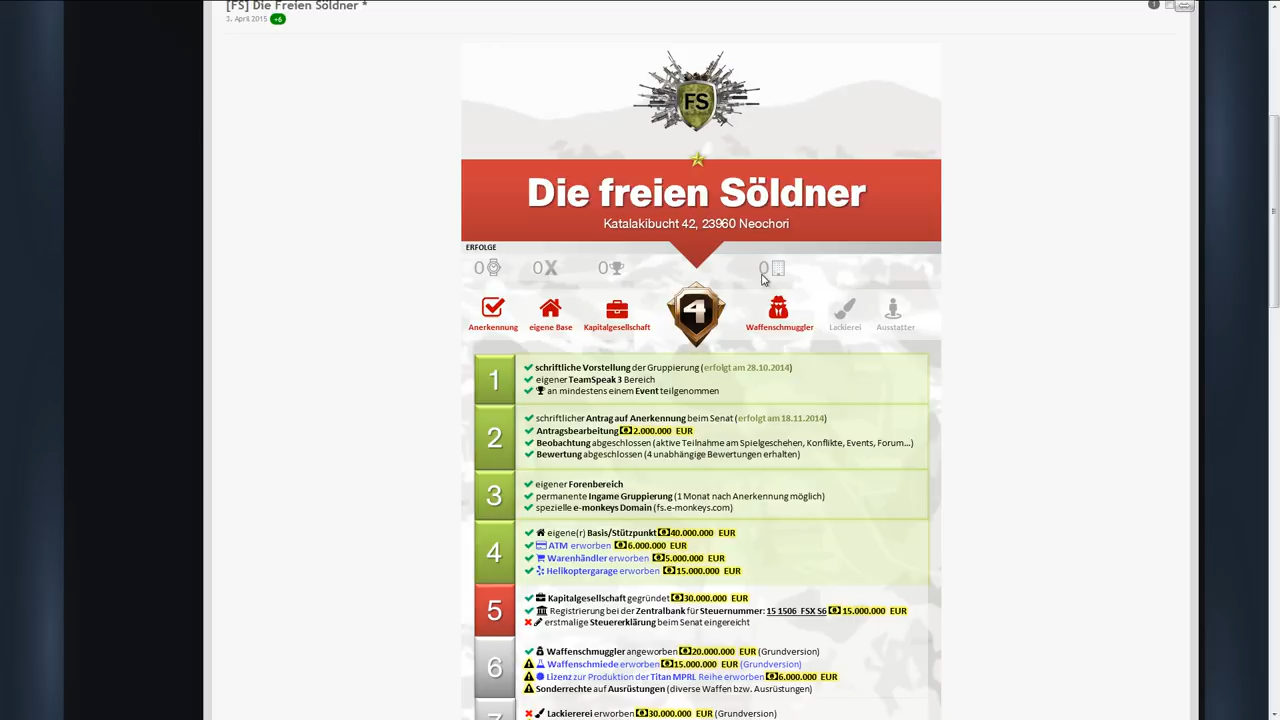 [FS] Die Freien Söldner *
3. April 2015 +6
FS
Die freien Söldner
Katalakibucht 42, 23960 Neochori
ERFOLGE
0 0 0 0
4
Anerkennung eigene Base Kapitalgesellschaft Waffenschmuggler Lackierei Ausstatter
1
schriftliche Vorstellung der Gruppierung (erfolgt am 28.10.2014)
eigener TeamSpeak 3 Bereich
an mindestens einem Event teilgenommen
2
schriftlicher Antrag auf Anerkennung beim Senat (erfolgt am 18.11.2014)
Antragsbearbeitung 2.000.000 EUR
Beobachtung abgeschlossen (aktive Teilnahme am Spielgeschehen, Konflikte, Events, Forum...)
Bewertung abgeschlossen (4 unabhängige Bewertungen erhalten)
3
eigener Forenbereich
permanente Ingame Gruppierung (1 Monat nach Anerkennung möglich)
spezielle e-monkeys Domain (fs.e-monkeys.com)
4
eigene(r) Basis/Stützpunkt 40.000.000 EUR
ATM erworben 6.000.000 EUR
Warenhändler erworben 5.000.000 EUR
Helikoptergarage erworben 15.000.000 EUR
5
Kapitalgesellschaft gegründet 30.000.000 EUR
Registrierung bei der Zentralbank für Steuernummer: 15 1506 FSX S6 15.000.000 EUR
erstmalige Steuererklärung beim Senat eingereicht
6
Waffenschmuggler angeworben 20.000.000 EUR (Grundversion)
Waffenschmiede erworben 15.000.000 EUR (Grundversion)
Lizenz zur Produktion der Titan MPRL Reihe erworben 6.000.000 EUR
Sonderrechte auf Ausrüstungen (diverse Waffen bzw. Ausrüstungen)
7
Lackiererei erworben 30.000.000 EUR (Grundversion)